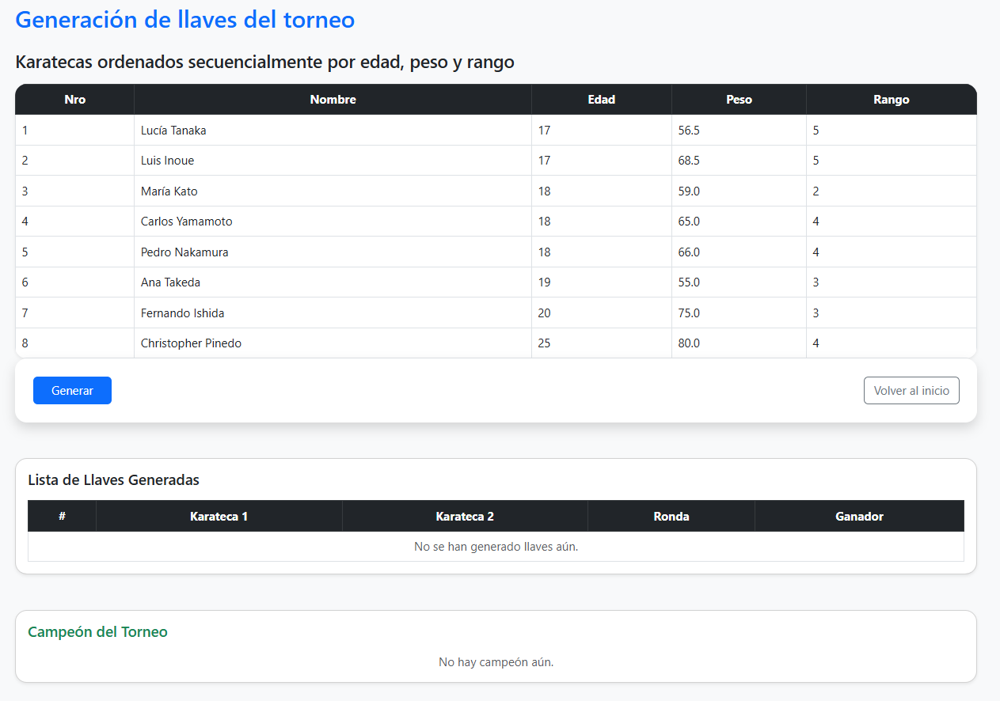 Generación de llaves del torneo
Karatecas ordenados secuencialmente por edad, peso y rango
Nro Nombre Edad Peso Rango
1 Lucía Tanaka 17 56.5 5
2 Luis Inoue 17 68.5 5
3 María Kato 18 59.0 2
4 Carlos Yamamoto 18 65.0 4
5 Pedro Nakamura 18 66.0 4
6 Ana Takeda 19 55.0 3
7 Fernando Ishida 20 75.0 3
8 Christopher Pinedo 25 80.0 4
Generar Volver al inicio
Lista de Llaves Generadas
# Karateca 1 Karateca 2 Ronda Ganador
No se han generado llaves aún.
Campeón del Torneo
No hay campeón aún.